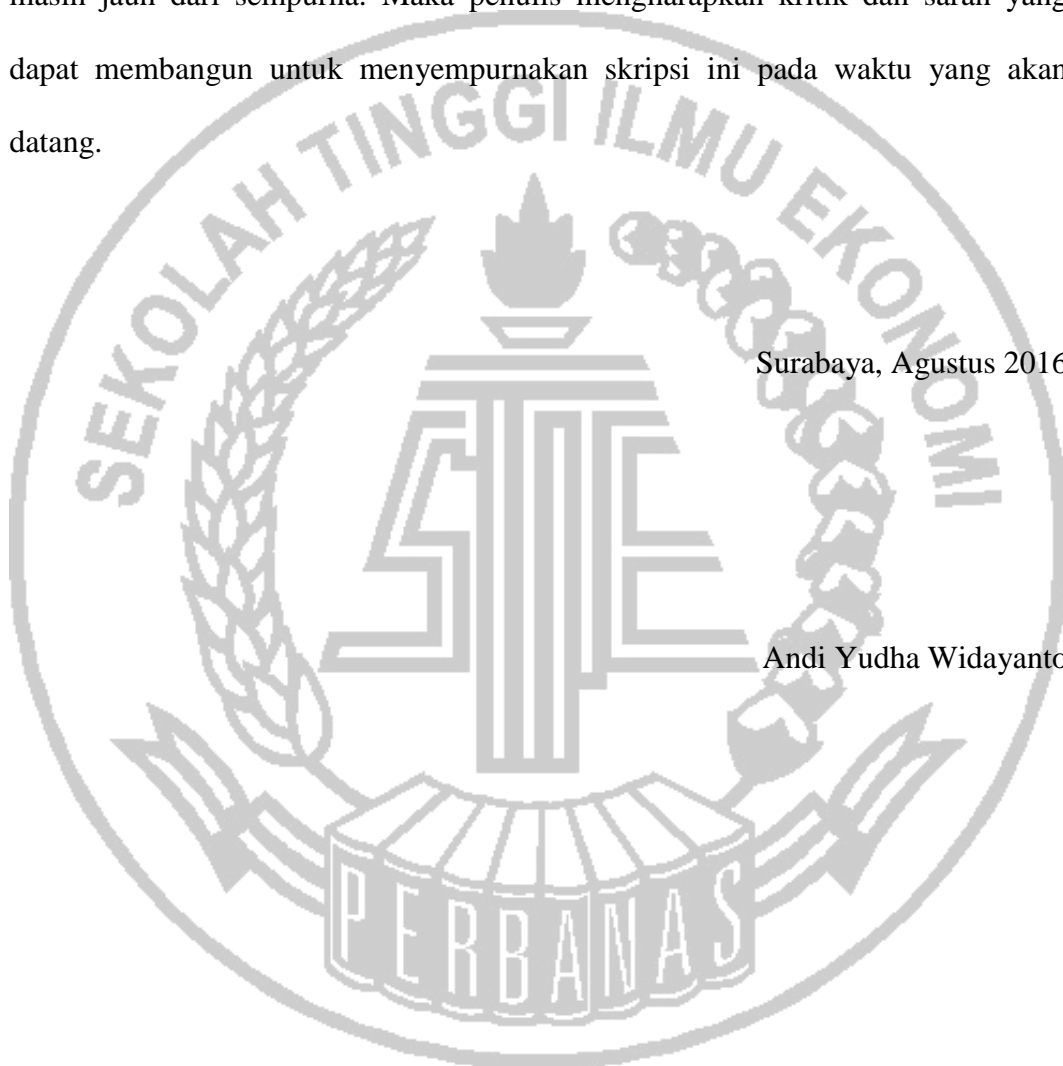 masih jauh dari sempurna. Maka penulis mengharapkan kritik dan saran yang
dapat membangun untuk menyempurnakan skripsi ini pada waktu yang akan
datang.
SEKOLAH TINGGI ILMU EKONOMI
Surabaya, Agustus 2016
STIE
Andi Yudha Widayanto
PERBANAS